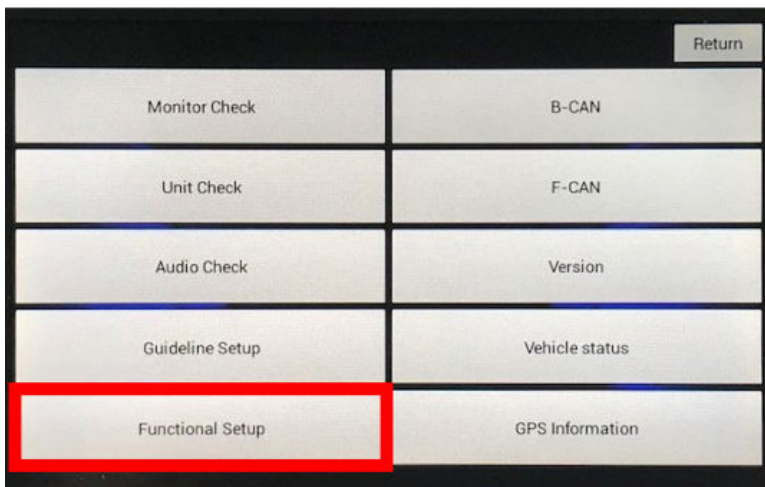 Return
Monitor Check
B-CAN
Unit Check
F-CAN
Audio Check
Version
Guideline Setup
Vehicle status
Functional Setup
GPS Information